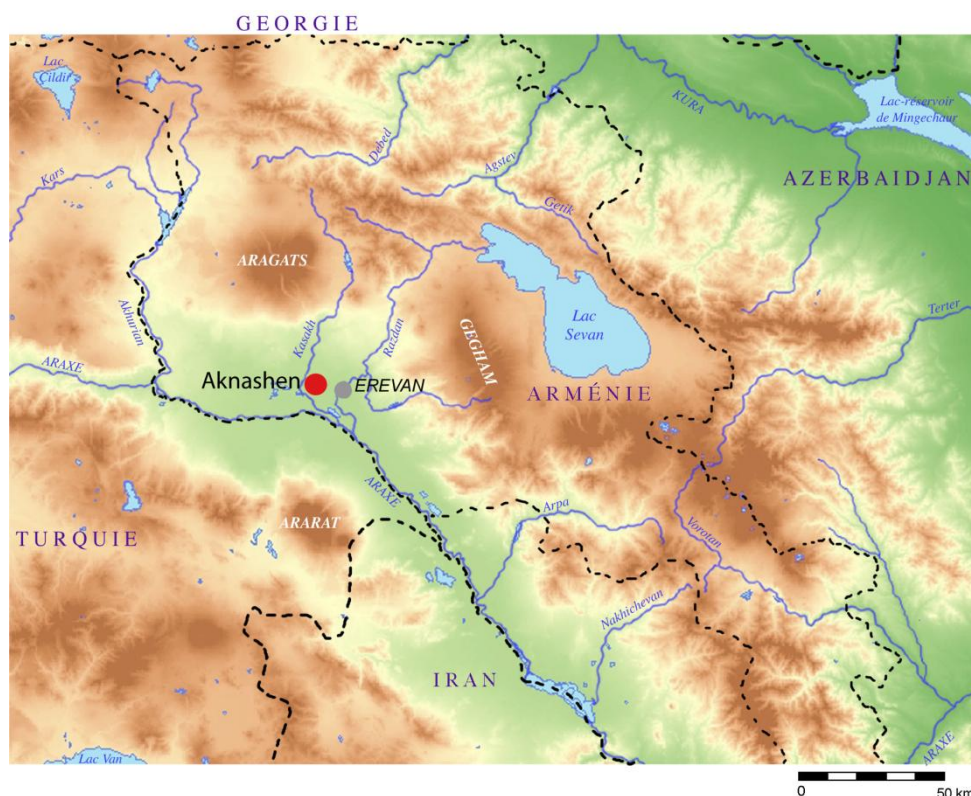 GEORGIE
Lac
Çildir
KURA
Lac-réservoir
de Mingechaur
Debed
Agstev
Kars
AZERBAIDJAN
Getik
ARAGATS
Akhurian
Kasakh
Razdan
GEGHAM
Lac
Sevan
Terter
ARAXE
Aknashen
EREVAN
ARMÉNIE
ARAXE
Arpa
ARARAT
TURQUIE
Vorotan
Nakhichevan
IRAN
ARAXE
Lac Van
0
50 km